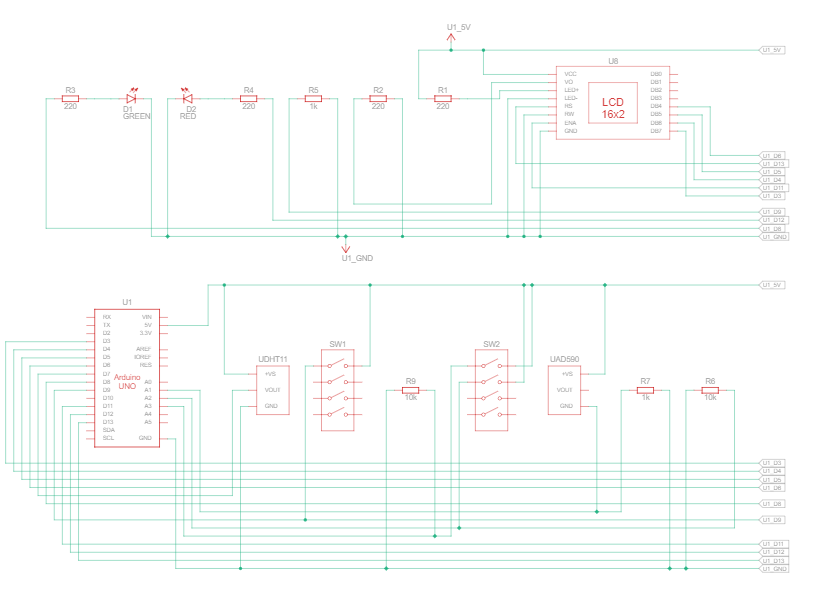 U1_5V
U1_5V
R3
220
D1
GREEN
D2
RED
R4
220
R5
1k
R2
220
R1
220
U8
VCC
VO
LED+
LED-
RS
RW
ENA
GND
LCD
16x2
DB0
DB1
DB2
DB3
DB4
DB5
DB6
DB7
U1_D6
U1_D13
U1_D5
U1_D4
U1_D11
U1_D3
U1_D9
U1_D12
U1_D8
U1_GND
U1_GND
U1_5V
U1
RX
TX
D2
D3
D4
D5
D6
D7
D8
D9
D10
D11
D12
D13
SDA
SCL
Arduino
UNO
VIN
5V
3.3V
AREF
IOREF
RES
A0
A1
A2
A3
A4
A5
GND
UDHT11
+VS
VOUT
GND
SW1
R9
10k
SW2
UAD590
+VS
VOUT
GND
R7
1k
R6
10k
U1_D3
U1_D4
U1_D5
U1_D6
U1_D8
U1_D9
U1_D11
U1_D12
U1_D13
U1_GND